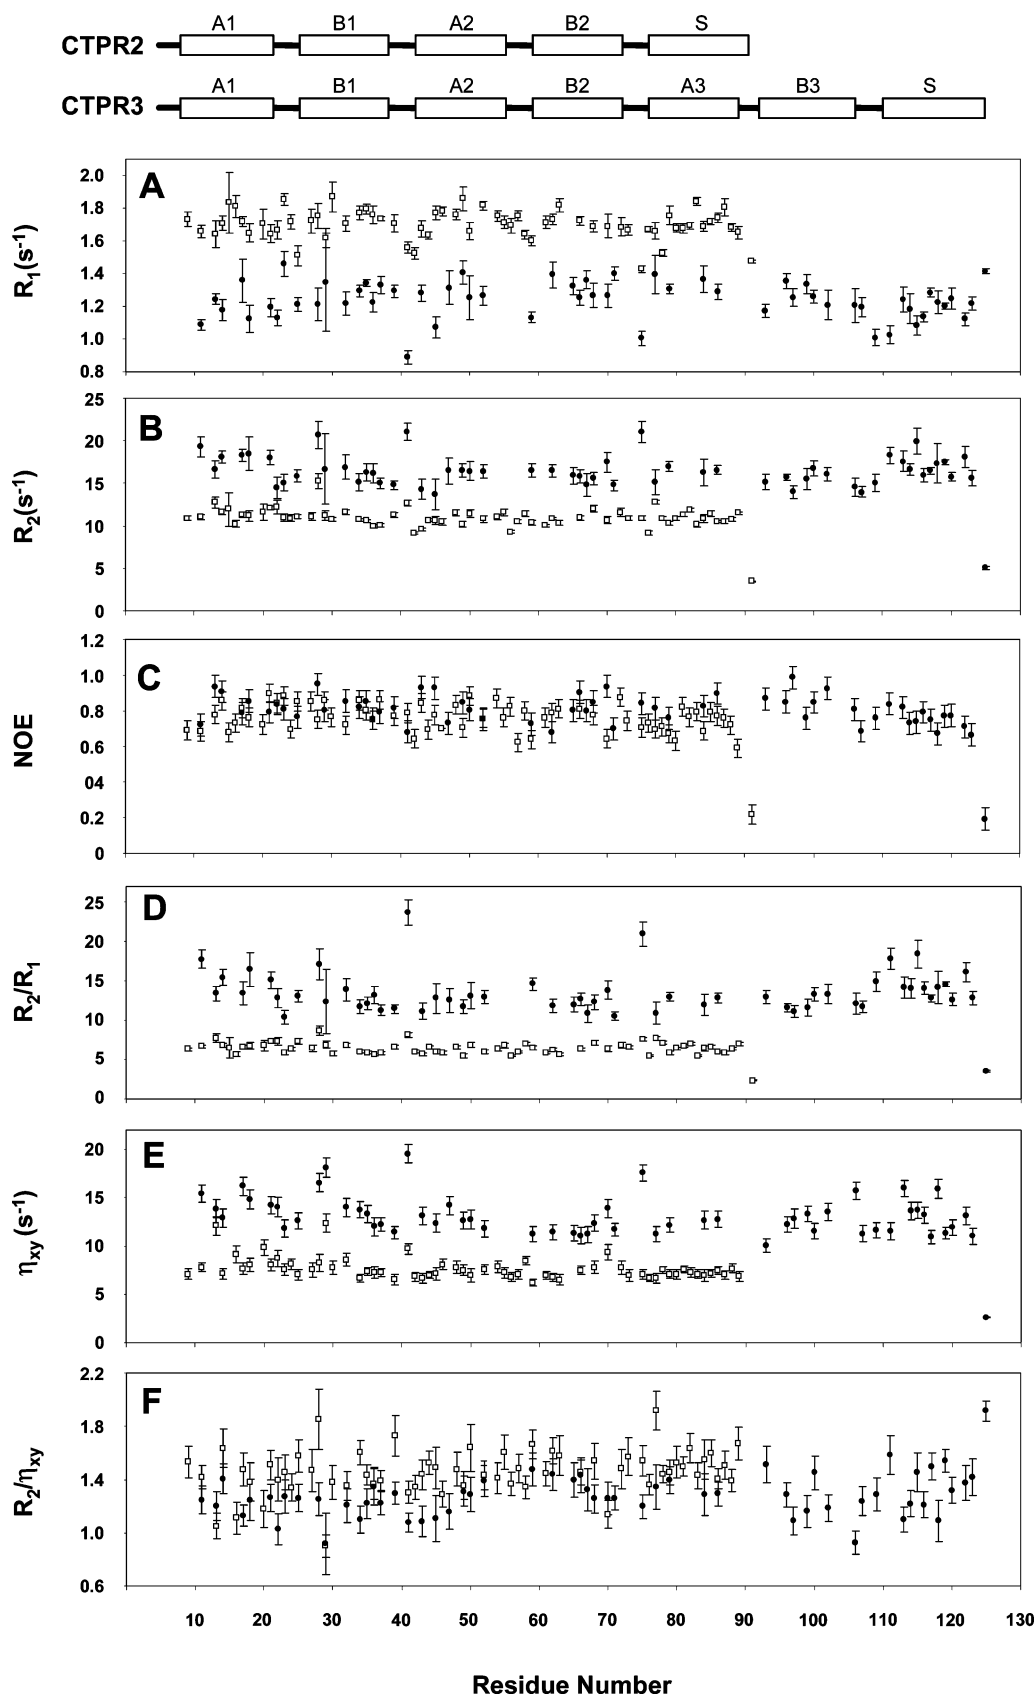 A1 B1 A2 B2 S
CTPR2
A1 B1 A2 B2 A3 B3 S
CTPR3
A
R1(s-1)
2.0
1.8
1.6
1.4
1.2
1.0
0.8
B
R2(s-1)
25
20
15
10
5
0
C
NOE
1.2
1.0
0.8
0.6
04
0.2
0
D
R2/R1
25
20
15
10
5
0
E
ηxy (s-1)
20
15
10
5
0
F
R2/ηxy
2.2
1.8
1.4
1.0
0.6
10 20 30 40 50 60 70 80 90 100 110 120 130
Residue Number